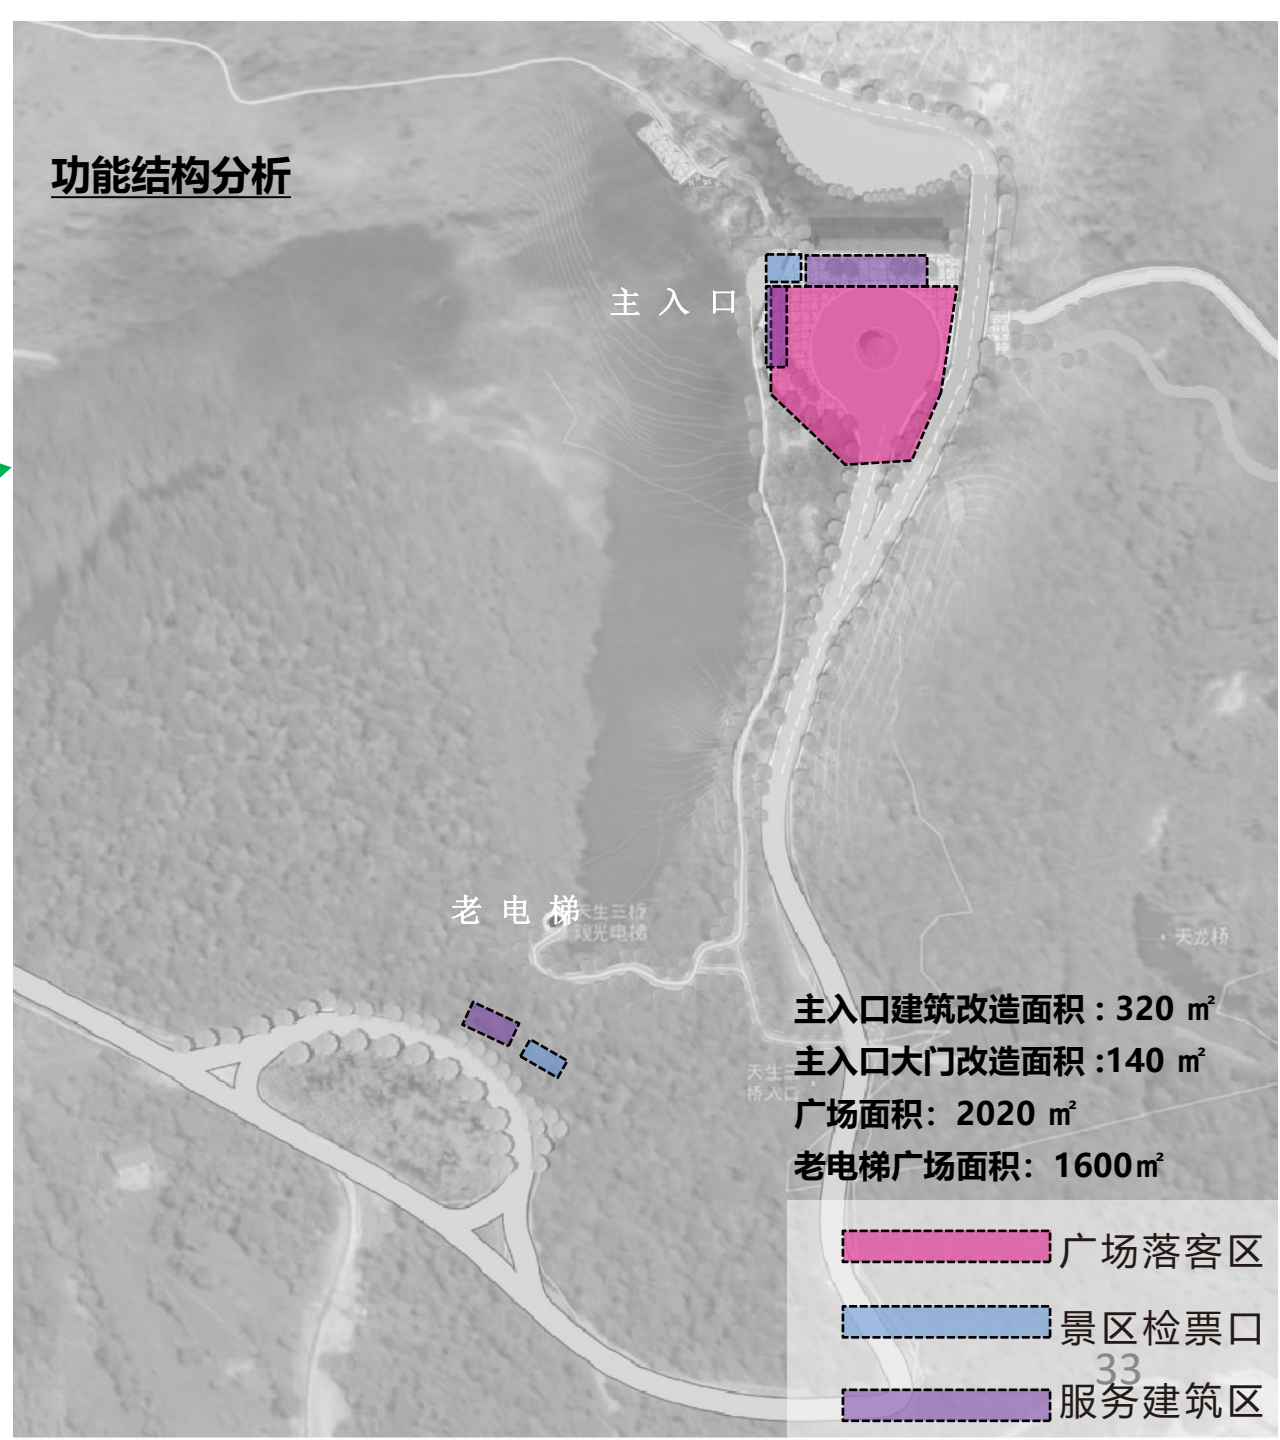 功能结构分析
主入口
老电梯
天生三桥
观光电梯
天龙桥
主入口建筑改造面积：320 ㎡
主入口大门改造面积 :140 ㎡
天生三
桥入口
广场面积：2020 ㎡
老电梯广场面积：1600㎡
广场落客区
景区检票口
33
服务建筑区